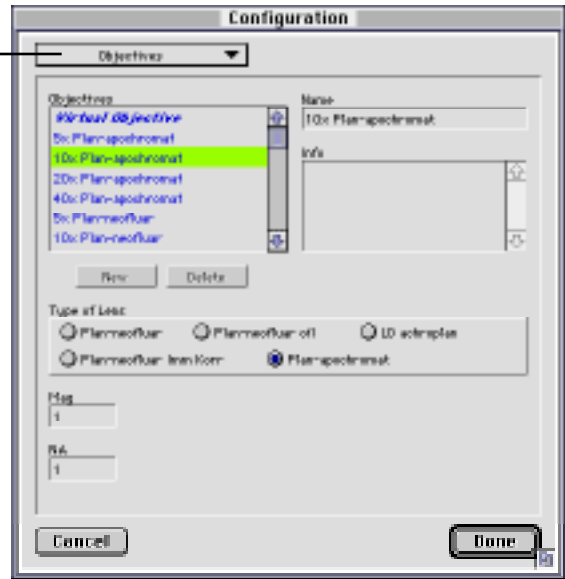 Configuration
Objectives
Objectives
Virtual Objective
5x Plan-apochromat
10x Plan-apochromat
20x Plan-apochromat
40x Plan-apochromat
5x Plan-neofluar
10x Plan-neofluar
Name
10x Plan-apochromat
Info
New Delete
Type of Lens
Plan-neofluar Plan-neofluar oil LD achroplan
Plan-neofluar Imm Korr Plan-apochromat
Mag
1
NA
1
Cancel Done